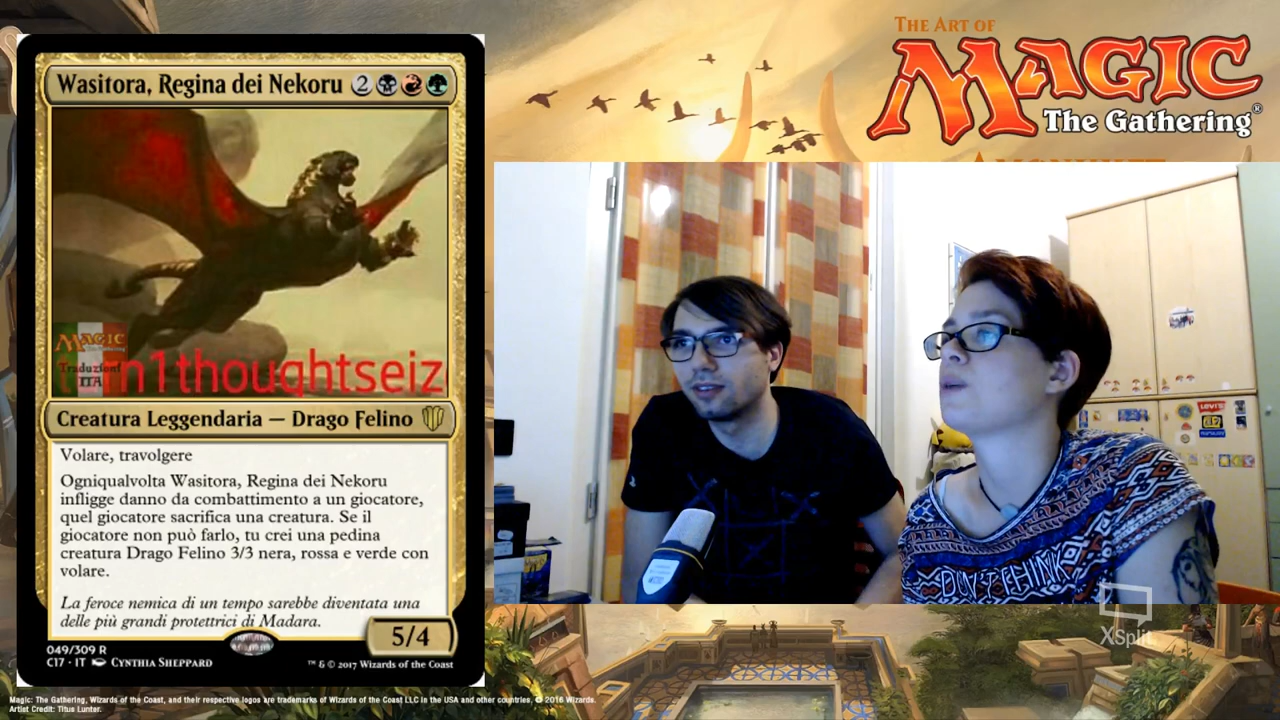 Wasitora, Regina dei Nekoru 2
MAGIC
Traduzioni
ITA
n1thoughtseiz
Creatura Leggendaria — Drago Felino
Volare, travolgere
Ogniqualvolta Wasitora, Regina dei Nekoru
infligge danno da combattimento a un giocatore,
quel giocatore sacrifica una creatura. Se il
giocatore non può farlo, tu crei una pedina
creatura Drago Felino 3/3 nera, rossa e verde con
volare.
La feroce nemica di un tempo sarebbe diventata una
delle più grandi protettrici di Madara.
5/4
049/309 R
C17 • IT CYNTHIA SHEPPARD
™ & © 2017 Wizards of the Coast
THE ART OF
MAGIC
The Gathering®
AMONKHET
LEVI'S
DON'T THINK
XSplit
Magic: The Gathering, Wizards of the Coast, and their respective logos are trademarks of Wizards of the Coast LLC in the USA and other countries. © 2016 Wizards.
Artist Credit: Titus Lunter.